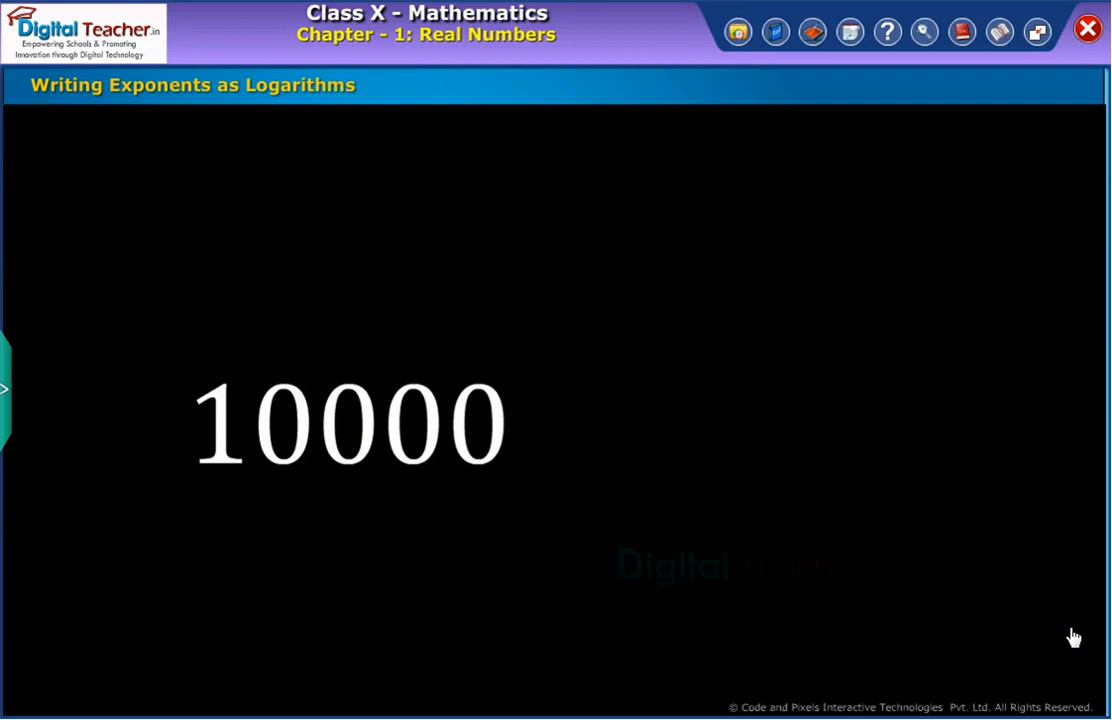 Digital Teacher.in
Empowering Schools & Promoting
Innovation through Digital Technology
Class X - Mathematics
Chapter - 1: Real Numbers
Writing Exponents as Logarithms
10000
Digital
© Code and Pixels Interactive Technologies Pvt. Ltd. All Rights Reserved.